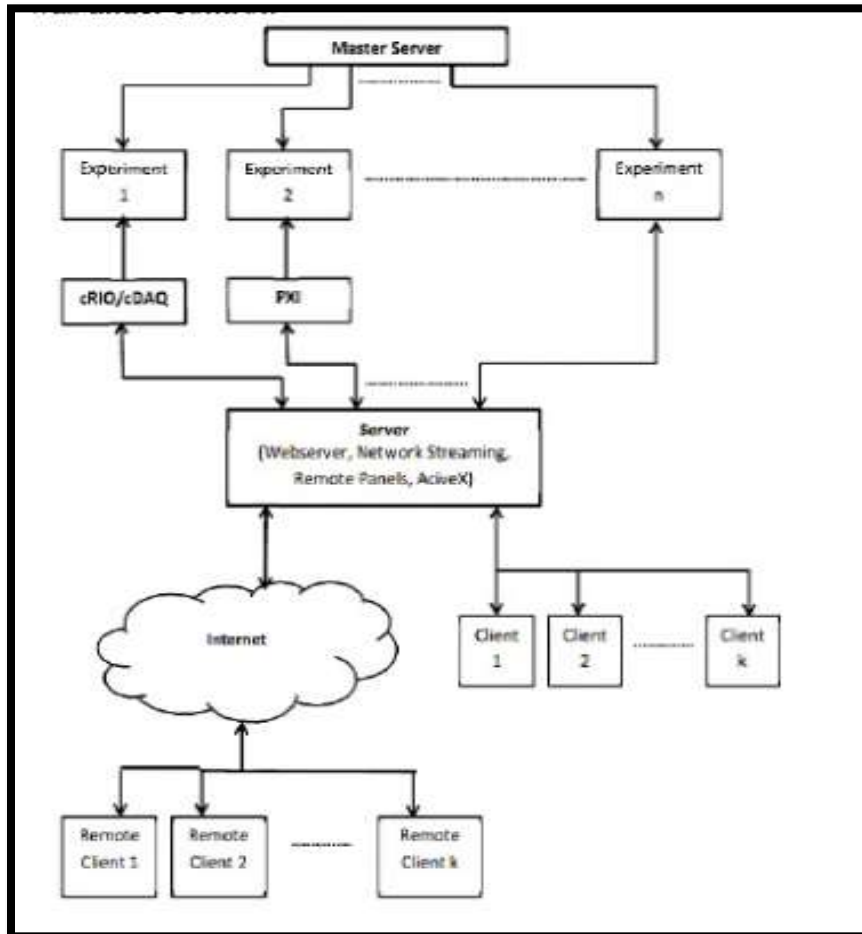 Master Server
Experiment
1
Experiment
2
Experiment
n
cRIO/cDAQ
PXI
Server
(Webserver, Network Streaming,
Remote Panels, AciveX)
Internet
Client
1
Client
2
Client
k
Remote
Client 1
Remote
Client 2
Remote
Client k